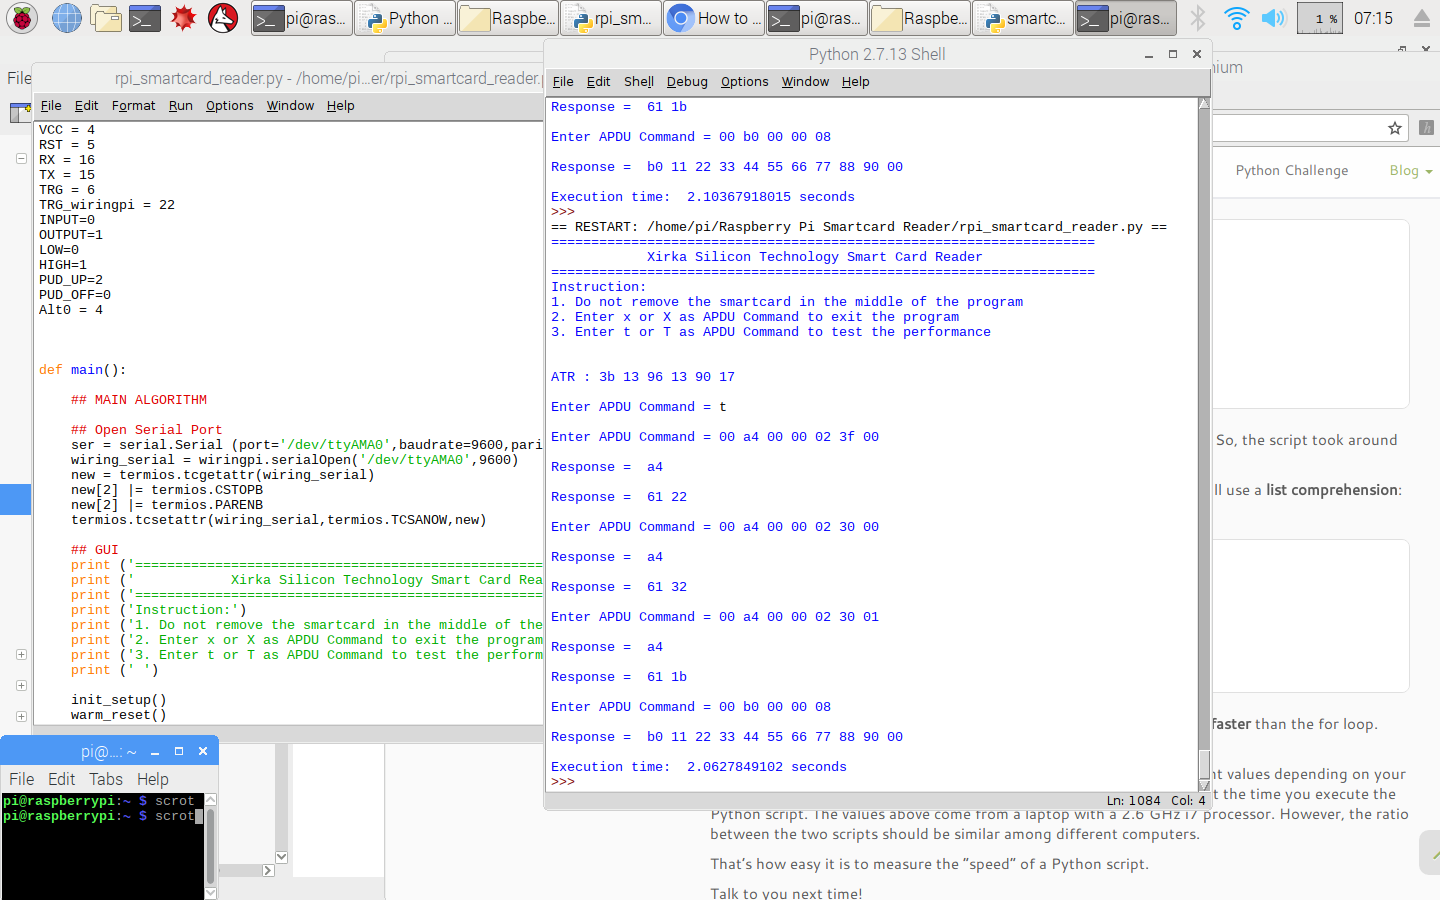 pi@ras...
Python ...
Raspbe...
rpi_sm...
How to ...
pi@ras...
Raspbe...
smartc...
pi@ras...
1 %
07:15
File
rpi_smartcard_reader.py - /home/pi...er/rpi_smartcard_reader.
File Edit Format Run Options Window Help
VCC = 4
RST = 5
RX = 16
TX = 15
TRG = 6
TRG_wiringpi = 22
INPUT=0
OUTPUT=1
LOW=0
HIGH=1
PUD_UP=2
PUD_OFF=0
Alt0 = 4
def main():
## MAIN ALGORITHM
## Open Serial Port
ser = serial.Serial (port='/dev/ttyAMA0',baudrate=9600,pari
wiring_serial = wiringpi.serialOpen('/dev/ttyAMA0',9600)
new = termios.tcgetattr(wiring_serial)
new[2] |= termios.CSTOPB
new[2] |= termios.PARENB
termios.tcsetattr(wiring_serial,termios.TCSANOW,new)
## GUI
print ('===================================================
print ('            Xirka Silicon Technology Smart Card Rea
print ('===================================================
print ('Instruction:')
print ('1. Do not remove the smartcard in the middle of the
print ('2. Enter x or X as APDU Command to exit the program
print ('3. Enter t or T as APDU Command to test the perform
print (' ')
init_setup()
warm_reset()
Python 2.7.13 Shell
File Edit Shell Debug Options Window Help
Response =  61 1b
Enter APDU Command = 00 b0 00 00 08
Response =  b0 11 22 33 44 55 66 77 88 90 00
Execution time:  2.10367918015 seconds
>>>
== RESTART: /home/pi/Raspberry Pi Smartcard Reader/rpi_smartcard_reader.py ==
====================================================================
Xirka Silicon Technology Smart Card Reader
====================================================================
Instruction:
1. Do not remove the smartcard in the middle of the program
2. Enter x or X as APDU Command to exit the program
3. Enter t or T as APDU Command to test the performance
ATR : 3b 13 96 13 90 17
Enter APDU Command = t
Enter APDU Command = 00 a4 00 00 02 3f 00
Response =  a4
Response =  61 22
Enter APDU Command = 00 a4 00 00 02 30 00
Response =  a4
Response =  61 32
Enter APDU Command = 00 a4 00 00 02 30 01
Response =  a4
Response =  61 1b
Enter APDU Command = 00 b0 00 00 08
Response =  b0 11 22 33 44 55 66 77 88 90 00
Execution time:  2.0627849102 seconds
>>>
Ln: 1084 Col: 4
nium
Python Challenge
Blog
So, the script took around
ll use a list comprehension:
faster than the for loop.
nt values depending on your
t the time you execute the
Python script. The values above come from a laptop with a 2.6 GHz i7 processor. However, the ratio
between the two scripts should be similar among different computers.
That's how easy it is to measure the "speed" of a Python script.
Talk to you next time!
pi@...: ~
File Edit Tabs Help
pi@raspberrypi:~ $ scrot
pi@raspberrypi:~ $ scrot